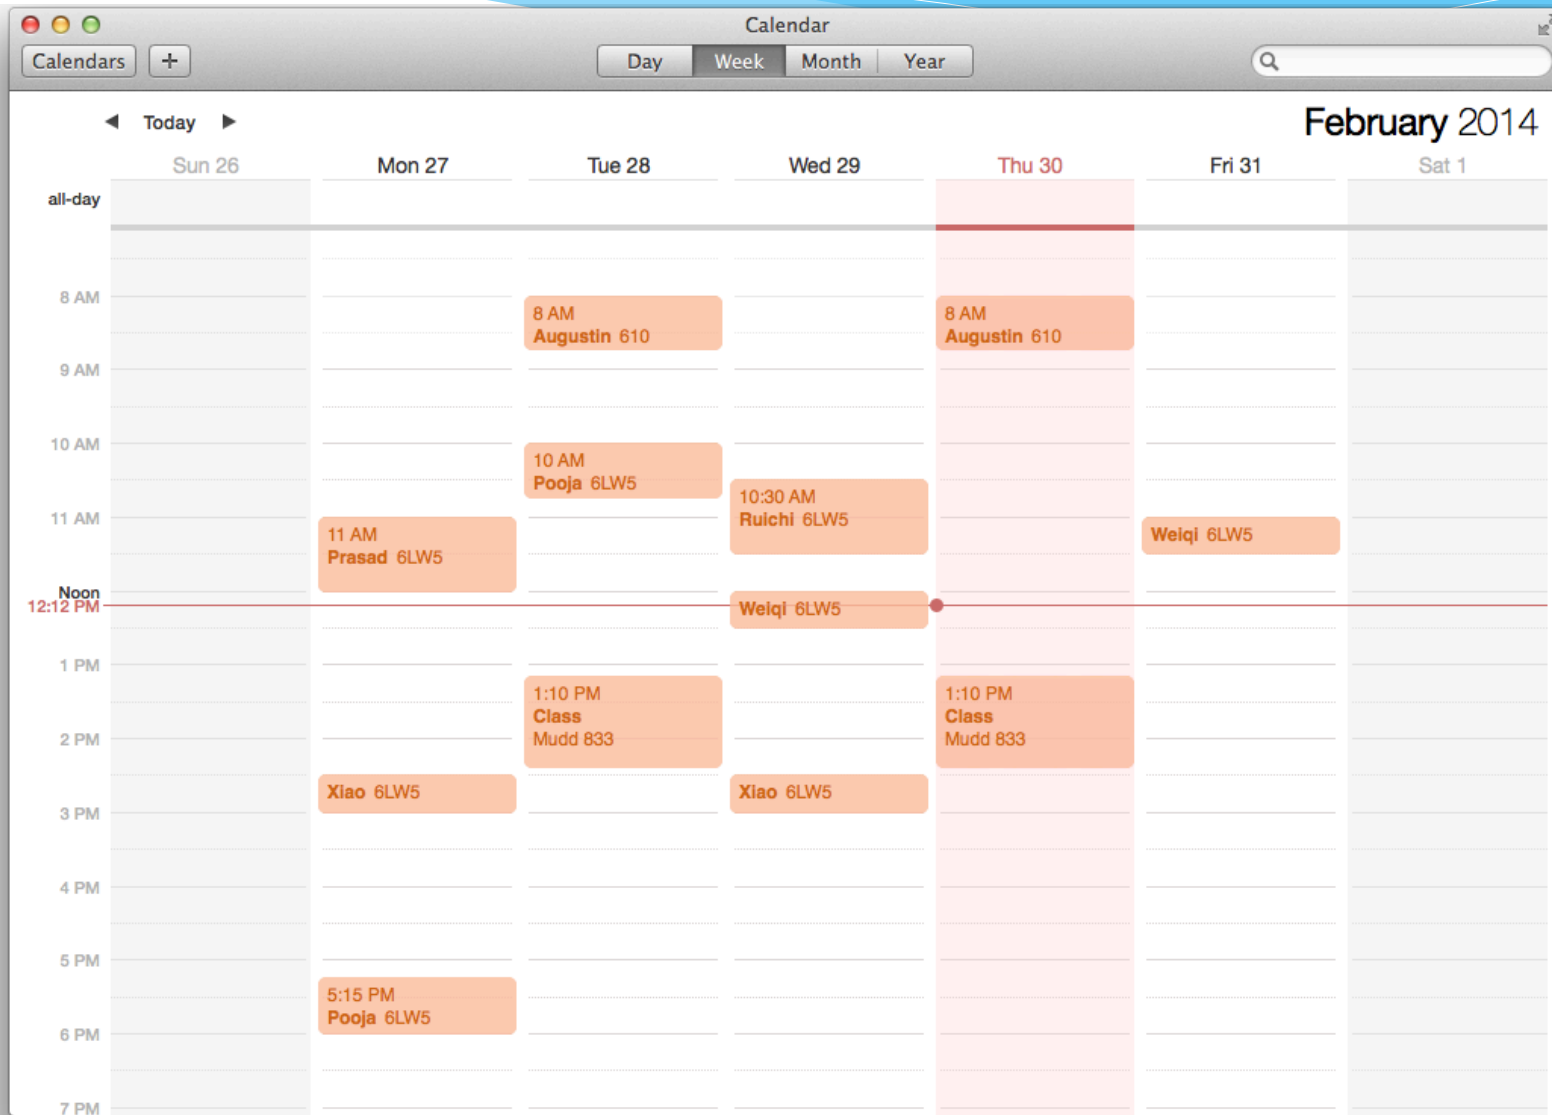 Calendar
Calendars + Day Week Month Year
Today
February 2014
Sun 26 Mon 27 Tue 28 Wed 29 Thu 30 Fri 31 Sat 1
all-day
8 AM
8 AM
Augustin 610
8 AM
Augustin 610
9 AM
10 AM
10 AM
Pooja 6LW5
10:30 AM
Ruichi 6LW5
11 AM
11 AM
Prasad 6LW5
Weiqi 6LW5
Noon
12:12 PM
Weiqi 6LW5
1 PM
1:10 PM
Class
Mudd 833
1:10 PM
Class
Mudd 833
2 PM
Xiao 6LW5
Xiao 6LW5
3 PM
4 PM
5 PM
5:15 PM
Pooja 6LW5
6 PM
7 PM